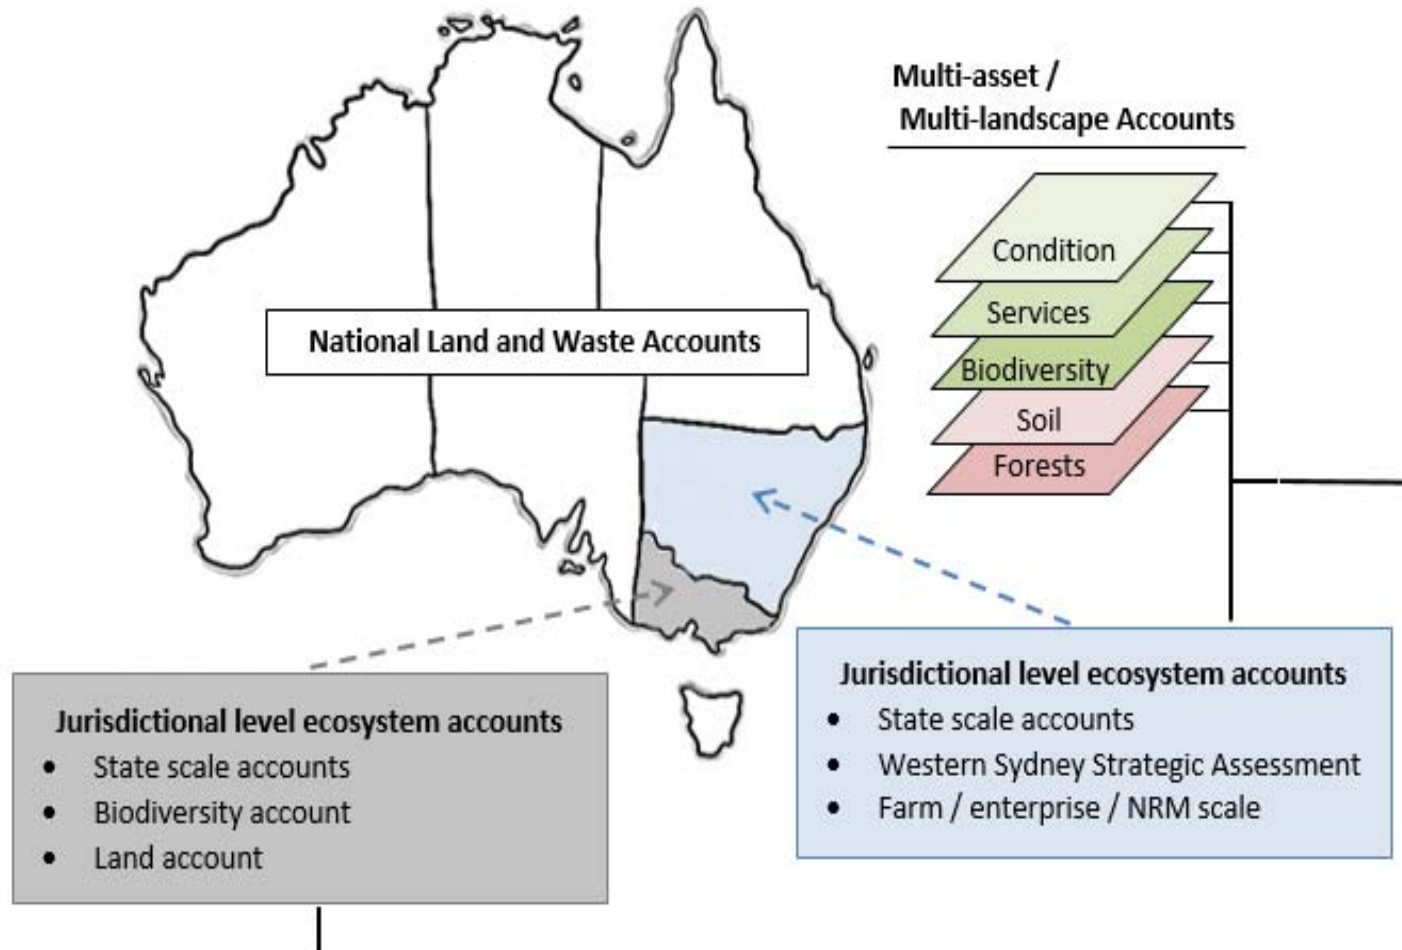 Multi-asset /
Multi-landscape Accounts
Condition
Services
Biodiversity
Soil
Forests
National Land and Waste Accounts
Jurisdictional level ecosystem accounts
• State scale accounts
• Western Sydney Strategic Assessment
• Farm / enterprise / NRM scale
Jurisdictional level ecosystem accounts
• State scale accounts
• Biodiversity account
• Land account